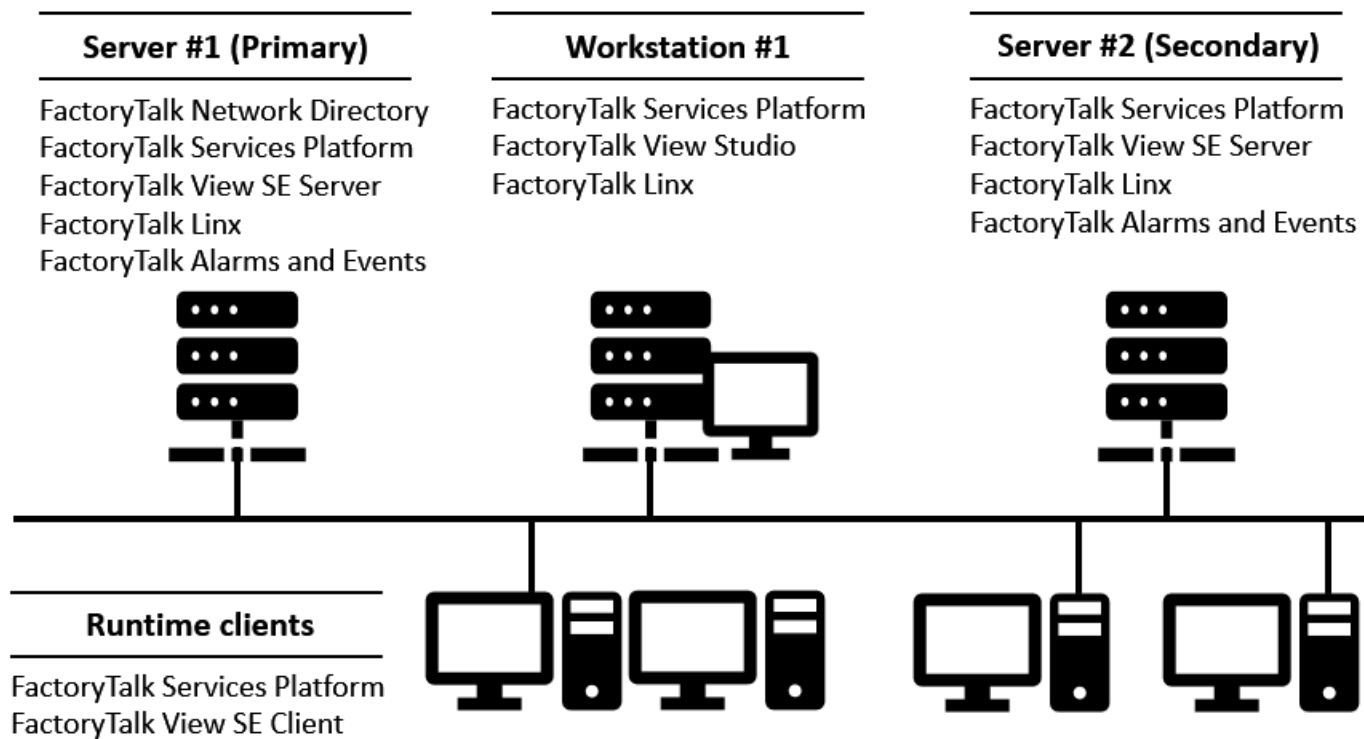 Server #1 (Primary)
FactoryTalk Network Directory
FactoryTalk Services Platform
FactoryTalk View SE Server
FactoryTalk Linx
FactoryTalk Alarms and Events
Workstation #1
FactoryTalk Services Platform
FactoryTalk View Studio
FactoryTalk Linx
Server #2 (Secondary)
FactoryTalk Services Platform
FactoryTalk View SE Server
FactoryTalk Linx
FactoryTalk Alarms and Events
Runtime clients
FactoryTalk Services Platform
FactoryTalk View SE Client